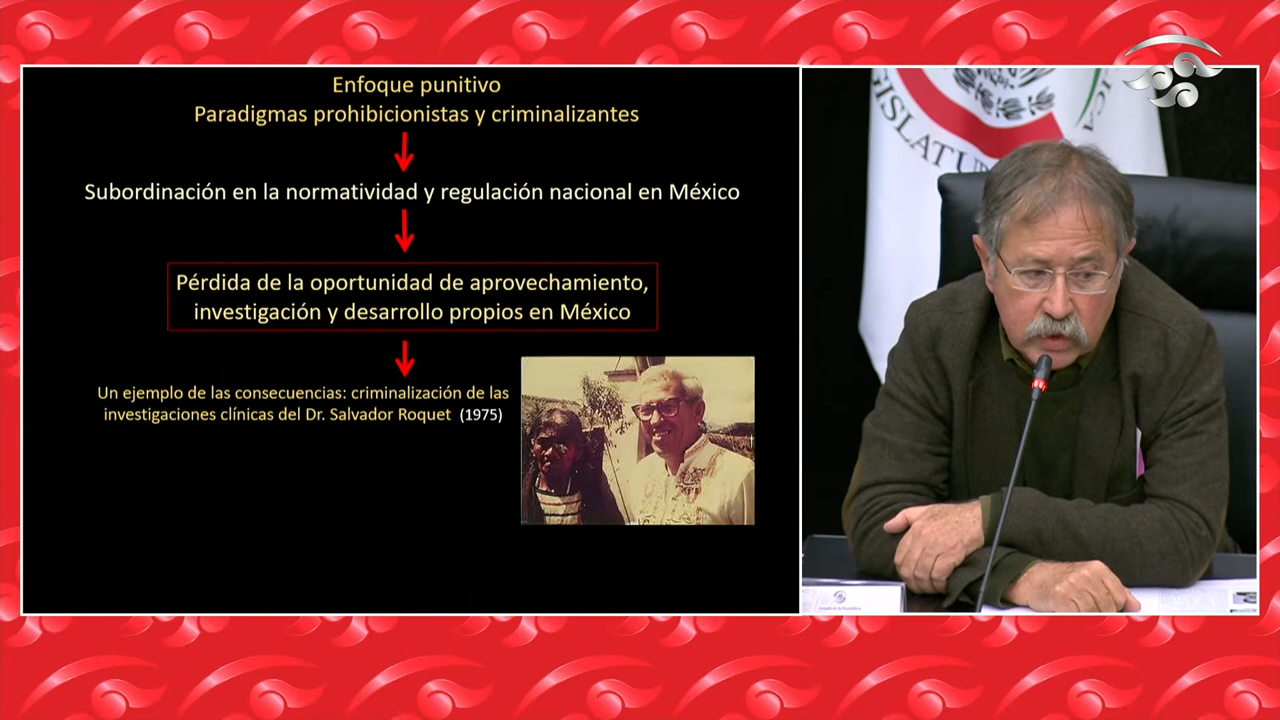 Enfoque punitivo
Paradigmas prohibicionistas y criminalizantes
Subordinación en la normatividad y regulación nacional en México
Pérdida de la oportunidad de aprovechamiento,
investigación y desarrollo propios en México
Un ejemplo de las consecuencias: criminalización de las
investigaciones clínicas del Dr. Salvador Roquet (1975)